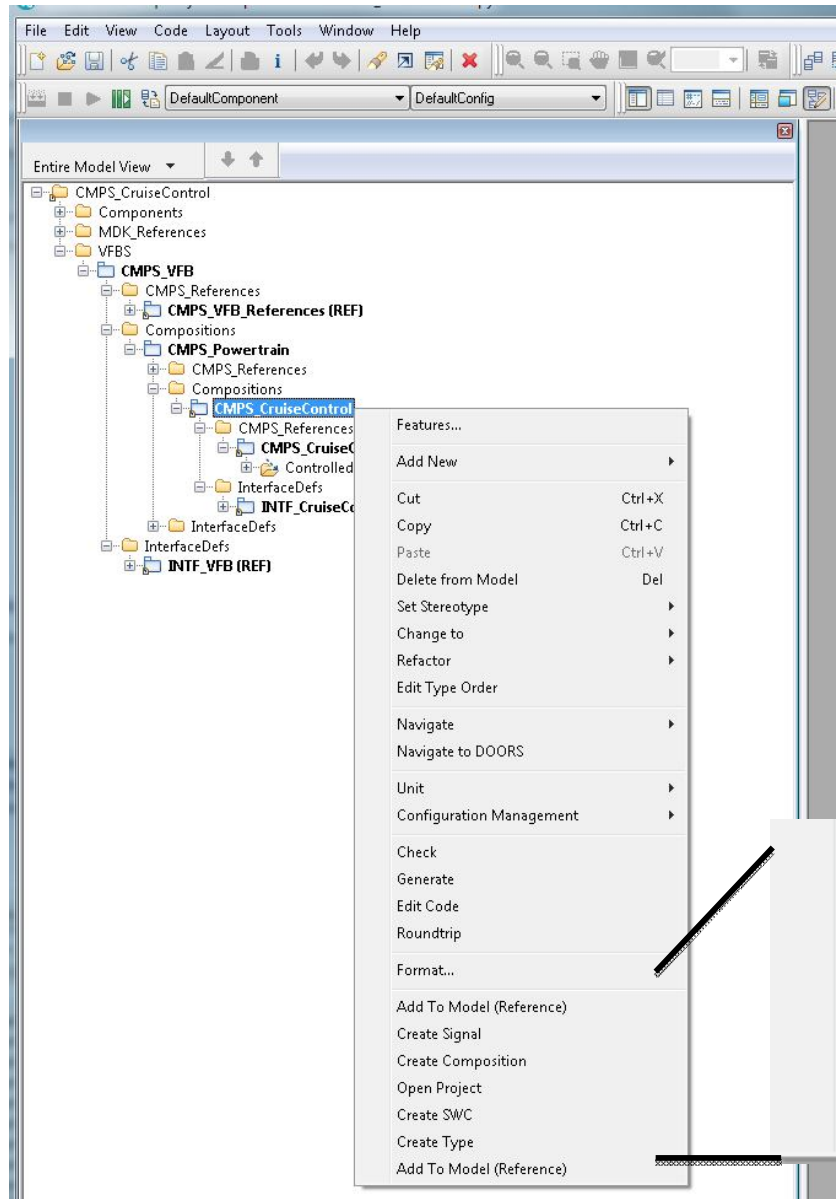 File Edit View Code Layout Tools Window Help
DefaultComponent DefaultConfig
Entire Model View
CMPS_CruiseControl
Components
MDK_References
VFBS
CMPS_VFB
CMPS_References
CMPS_VFB_References (REF)
Compositions
CMPS_Powertrain
CMPS_References
Compositions
CMPS_CruiseControl
CMPS_References
CMPS_CruiseC
Controlled
InterfaceDefs
INTF_CruiseCo
InterfaceDefs
InterfaceDefs
INTF_VFB (REF)
Features...
Add New
Cut Ctrl+X
Copy Ctrl+C
Paste Ctrl+V
Delete from Model Del
Set Stereotype
Change to
Refactor
Edit Type Order
Navigate
Navigate to DOORS
Unit
Configuration Management
Check
Generate
Edit Code
Roundtrip
Format...
Add To Model (Reference)
Create Signal
Create Composition
Open Project
Create SWC
Create Type
Add To Model (Reference)